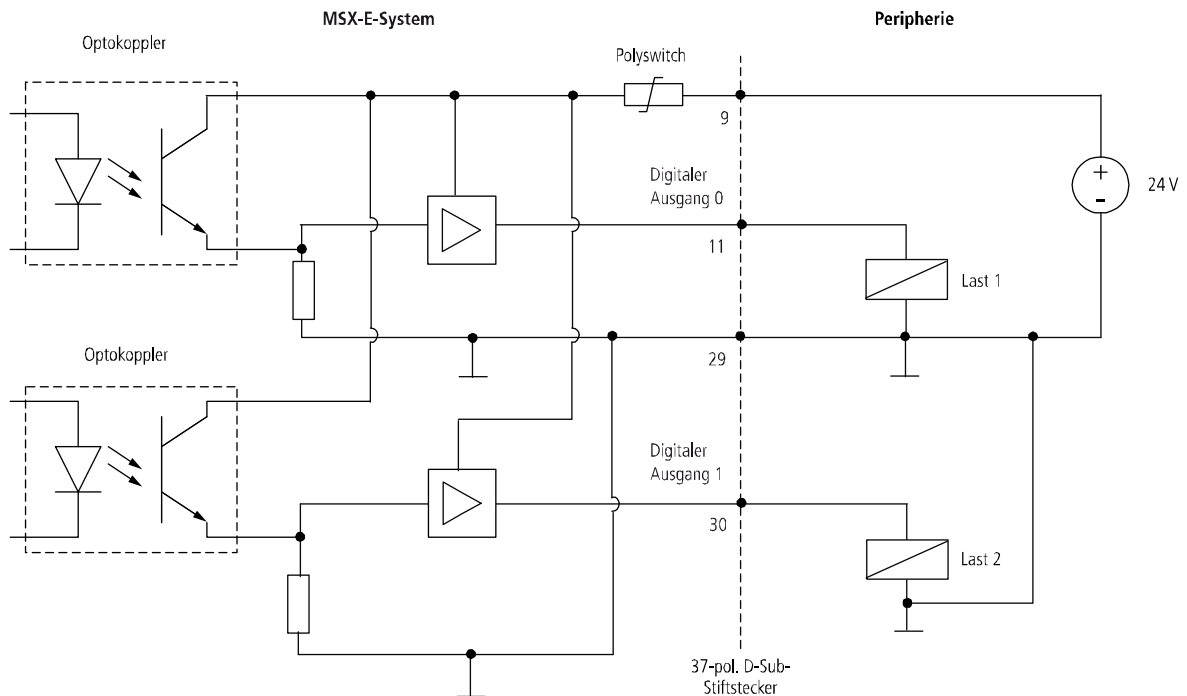 MSX-E-System
Peripherie
Optokoppler
Polyswitch
9
Digitaler
Ausgang 0
+
-
24 V
11
Last 1
29
Optokoppler
Digitaler
Ausgang 1
30
Last 2
37-pol. D-Sub-
Stiftstecker